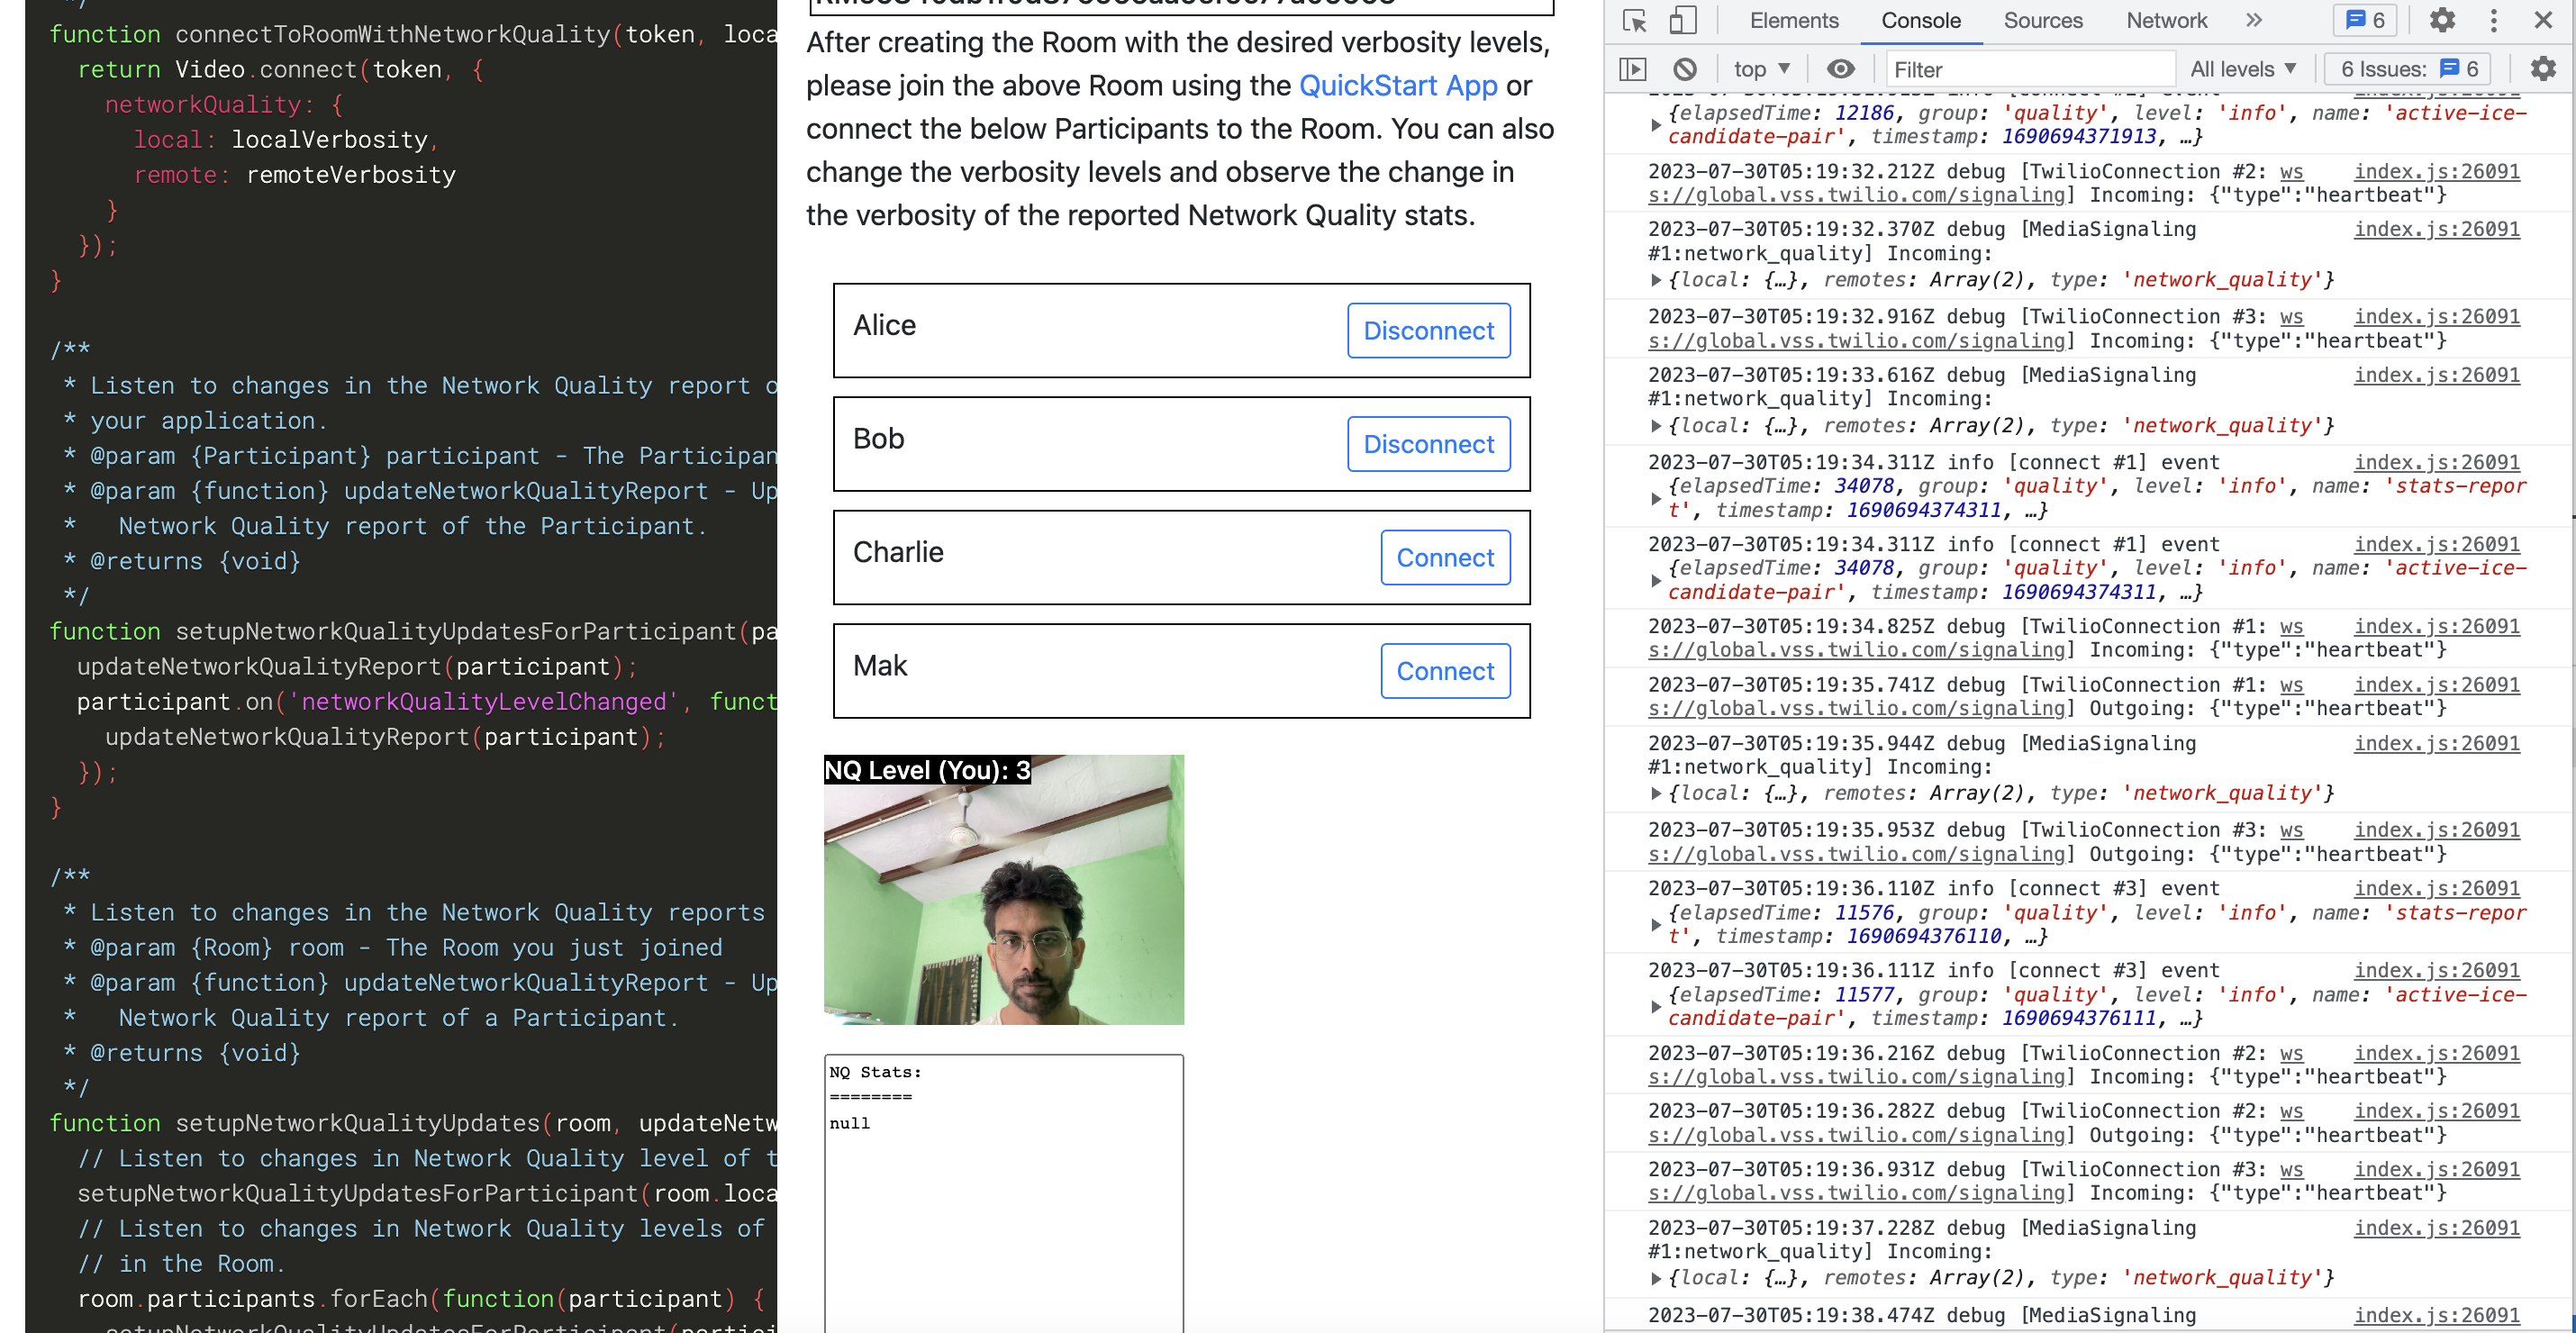 */
function connectToRoomWithNetworkQuality(token, loca
return Video.connect(token, {
networkQuality: {
local: localVerbosity,
remote: remoteVerbosity
}
});
}
/**
* Listen to changes in the Network Quality report o
* your application.
* @param {Participant} participant - The Participan
* @param {function} updateNetworkQualityReport - Up
*   Network Quality report of the Participant.
* @returns {void}
*/
function setupNetworkQualityUpdatesForParticipant(pa
updateNetworkQualityReport(participant);
participant.on('networkQualityLevelChanged', funct
updateNetworkQualityReport(participant);
});
}
/**
* Listen to changes in the Network Quality reports
* @param {Room} room - The Room you just joined
* @param {function} updateNetworkQualityReport - Up
*   Network Quality report of a Participant.
* @returns {void}
*/
function setupNetworkQualityUpdates(room, updateNetw
// Listen to changes in Network Quality level of t
setupNetworkQualityUpdatesForParticipant(room.loca
// Listen to changes in Network Quality levels of
// in the Room.
room.participants.forEach(function(participant) {
setupNetworkQualityUpdatesForParticipant(partici
After creating the Room with the desired verbosity levels,
please join the above Room using the QuickStart App or
connect the below Participants to the Room. You can also
change the verbosity levels and observe the change in
the verbosity of the reported Network Quality stats.
Alice Disconnect
Bob Disconnect
Charlie Connect
Mak Connect
NQ Level (You): 3
NQ Stats:
========
null
Elements Console Sources Network » 6
top ▼ Filter All levels ▼ 6 Issues: 6
{elapsedTime: 12186, group: 'quality', level: 'info', name: 'active-ice-
candidate-pair', timestamp: 1690694371913, …}
2023-07-30T05:19:32.212Z debug [TwilioConnection #2: ws index.js:26091
s://global.vss.twilio.com/signaling] Incoming: {"type":"heartbeat"}
2023-07-30T05:19:32.370Z debug [MediaSignaling index.js:26091
#1:network_quality] Incoming:
{local: {…}, remotes: Array(2), type: 'network_quality'}
2023-07-30T05:19:32.916Z debug [TwilioConnection #3: ws index.js:26091
s://global.vss.twilio.com/signaling] Incoming: {"type":"heartbeat"}
2023-07-30T05:19:33.616Z debug [MediaSignaling index.js:26091
#1:network_quality] Incoming:
{local: {…}, remotes: Array(2), type: 'network_quality'}
2023-07-30T05:19:34.311Z info [connect #1] event index.js:26091
{elapsedTime: 34078, group: 'quality', level: 'info', name: 'stats-repor
t', timestamp: 1690694374311, …}
2023-07-30T05:19:34.311Z info [connect #1] event index.js:26091
{elapsedTime: 34078, group: 'quality', level: 'info', name: 'active-ice-
candidate-pair', timestamp: 1690694374311, …}
2023-07-30T05:19:34.825Z debug [TwilioConnection #1: ws index.js:26091
s://global.vss.twilio.com/signaling] Incoming: {"type":"heartbeat"}
2023-07-30T05:19:35.741Z debug [TwilioConnection #1: ws index.js:26091
s://global.vss.twilio.com/signaling] Outgoing: {"type":"heartbeat"}
2023-07-30T05:19:35.944Z debug [MediaSignaling index.js:26091
#1:network_quality] Incoming:
{local: {…}, remotes: Array(2), type: 'network_quality'}
2023-07-30T05:19:35.953Z debug [TwilioConnection #3: ws index.js:26091
s://global.vss.twilio.com/signaling] Outgoing: {"type":"heartbeat"}
2023-07-30T05:19:36.110Z info [connect #3] event index.js:26091
{elapsedTime: 11576, group: 'quality', level: 'info', name: 'stats-repor
t', timestamp: 1690694376110, …}
2023-07-30T05:19:36.111Z info [connect #3] event index.js:26091
{elapsedTime: 11577, group: 'quality', level: 'info', name: 'active-ice-
candidate-pair', timestamp: 1690694376111, …}
2023-07-30T05:19:36.216Z debug [TwilioConnection #2: ws index.js:26091
s://global.vss.twilio.com/signaling] Incoming: {"type":"heartbeat"}
2023-07-30T05:19:36.282Z debug [TwilioConnection #2: ws index.js:26091
s://global.vss.twilio.com/signaling] Outgoing: {"type":"heartbeat"}
2023-07-30T05:19:36.931Z debug [TwilioConnection #3: ws index.js:26091
s://global.vss.twilio.com/signaling] Incoming: {"type":"heartbeat"}
2023-07-30T05:19:37.228Z debug [MediaSignaling index.js:26091
#1:network_quality] Incoming:
{local: {…}, remotes: Array(2), type: 'network_quality'}
2023-07-30T05:19:38.474Z debug [MediaSignaling index.js:26091